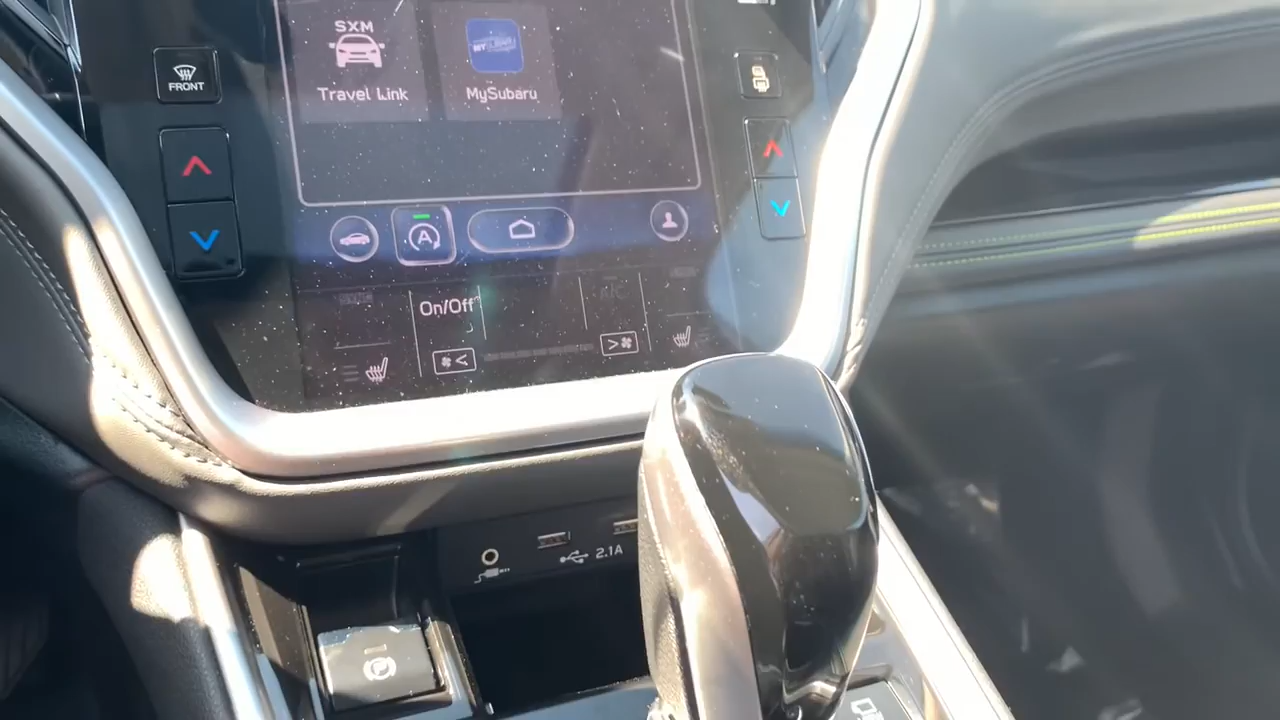 SXM
Travel Link
MySubaru
FRONT
A
On/Off
2.1A